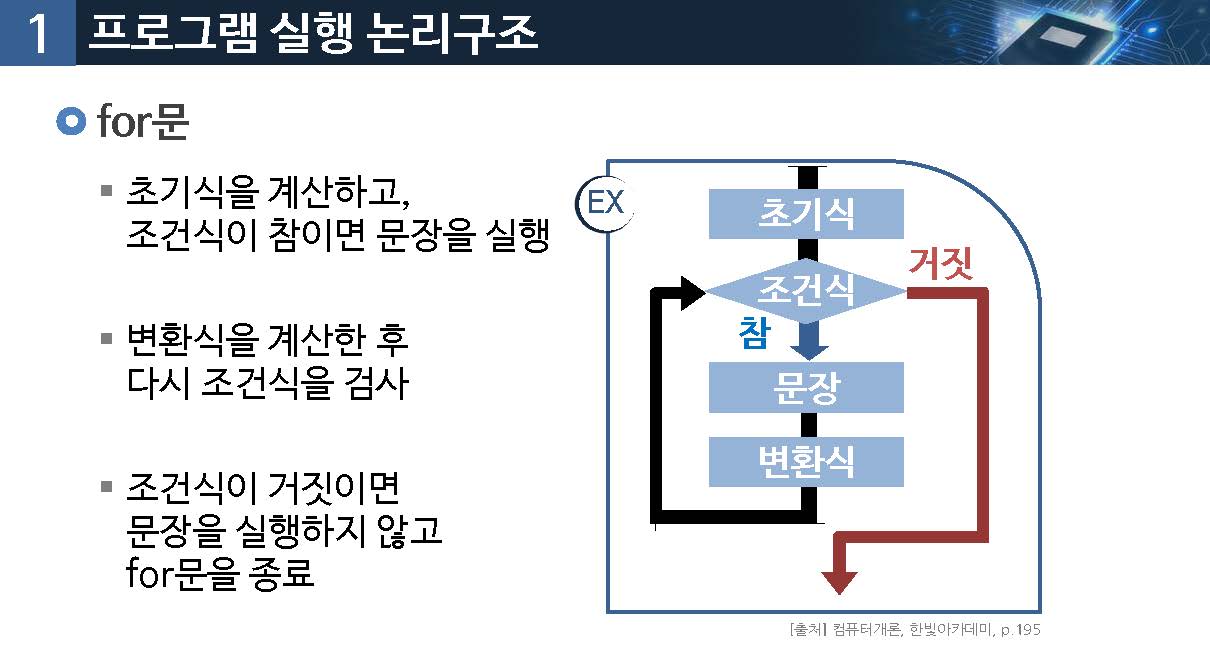 1 프로그램 실행 논리구조
for문
초기식을 계산하고,
조건식이 참이면 문장을 실행
변환식을 계산한 후
다시 조건식을 검사
조건식이 거짓이면
문장을 실행하지 않고
for문을 종료
EX
초기식
조건식
거짓
참
문장
변환식
[출처] 컴퓨터개론, 한빛아카데미, p.195